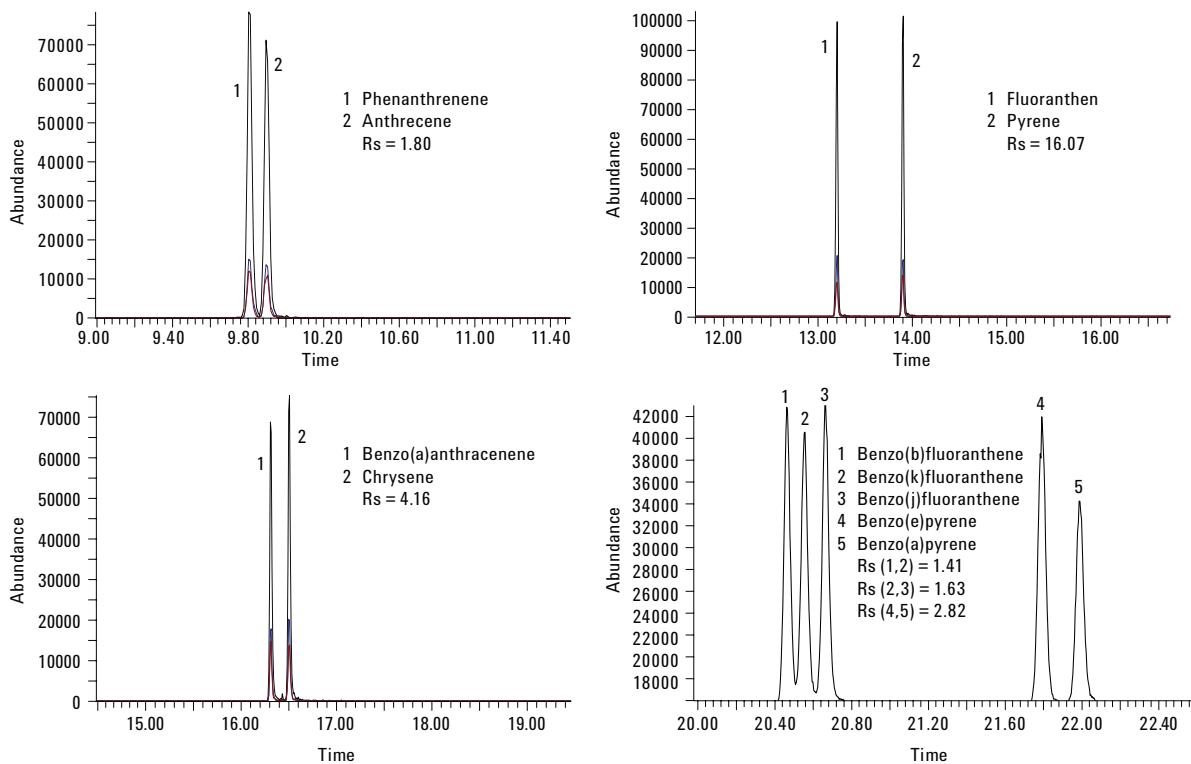 70000
60000
50000
40000
30000
20000
10000
0
Abundance
1
2
1 Phenanthrenene
2 Anthrecene
Rs = 1.80
9.00 9.40 9.80 10.20 10.60 11.00 11.40
Time
100000
90000
80000
70000
60000
50000
40000
30000
20000
10000
0
Abundance
1
2
1 Fluoranthen
2 Pyrene
Rs = 16.07
12.00 13.00 14.00 15.00 16.00
Time
70000
60000
50000
40000
30000
20000
10000
0
Abundance
1
2
1 Benzo(a)anthracenene
2 Chrysene
Rs = 4.16
15.00 16.00 17.00 18.00 19.00
Time
42000
40000
38000
36000
34000
32000
30000
28000
26000
24000
22000
20000
18000
Abundance
1
2
3
4
5
1 Benzo(b)fluoranthene
2 Benzo(k)fluoranthene
3 Benzo(j)fluoranthene
4 Benzo(e)pyrene
5 Benzo(a)pyrene
Rs (1,2) = 1.41
Rs (2,3) = 1.63
Rs (4,5) = 2.82
20.00 20.40 20.80 21.20 21.60 22.00 22.40
Time